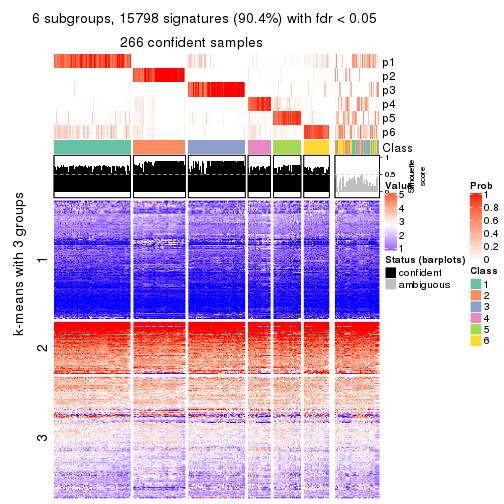 6 subgroups, 15798 signatures (90.4%) with fdr < 0.05
266 confident samples
p1
p2
p3
p4
p5
p6
Class
1
0.5
0
Silhouette
score
k-means with 3 groups
1
2
3
Value
5
4
3
2
1
Status (barplots)
confident
ambiguous
Prob
1
0.8
0.6
0.4
0.2
0
Class
1
2
3
4
5
6